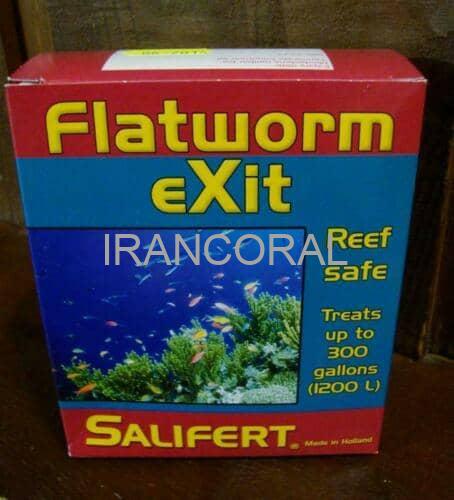 Flatworm
eXit
IRANCORAL
Reef
safe
Treats
up to
300
gallons
(1200 L)
SALIFERT®
Made in Holland